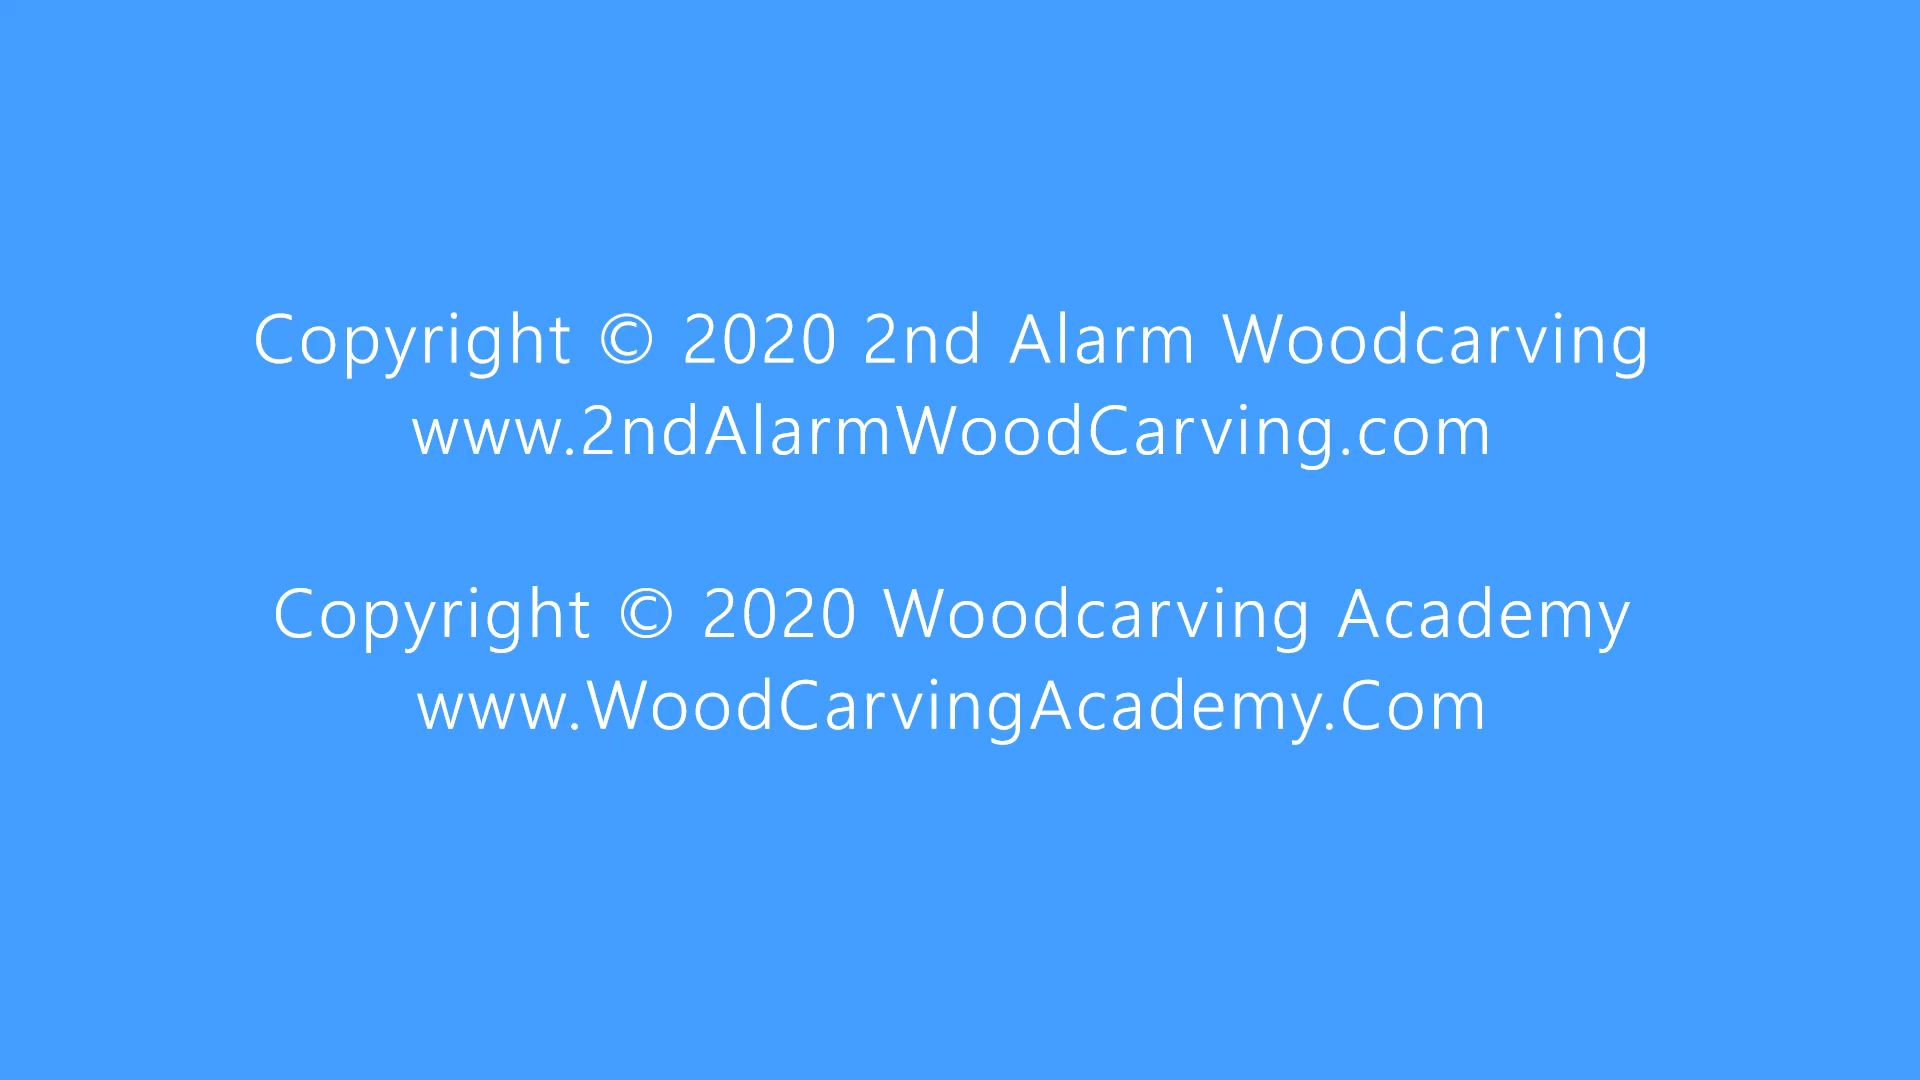 Copyright © 2020 2nd Alarm Woodcarving
www.2ndAlarmWoodCarving.com
Copyright © 2020 Woodcarving Academy
www.WoodCarvingAcademy.Com